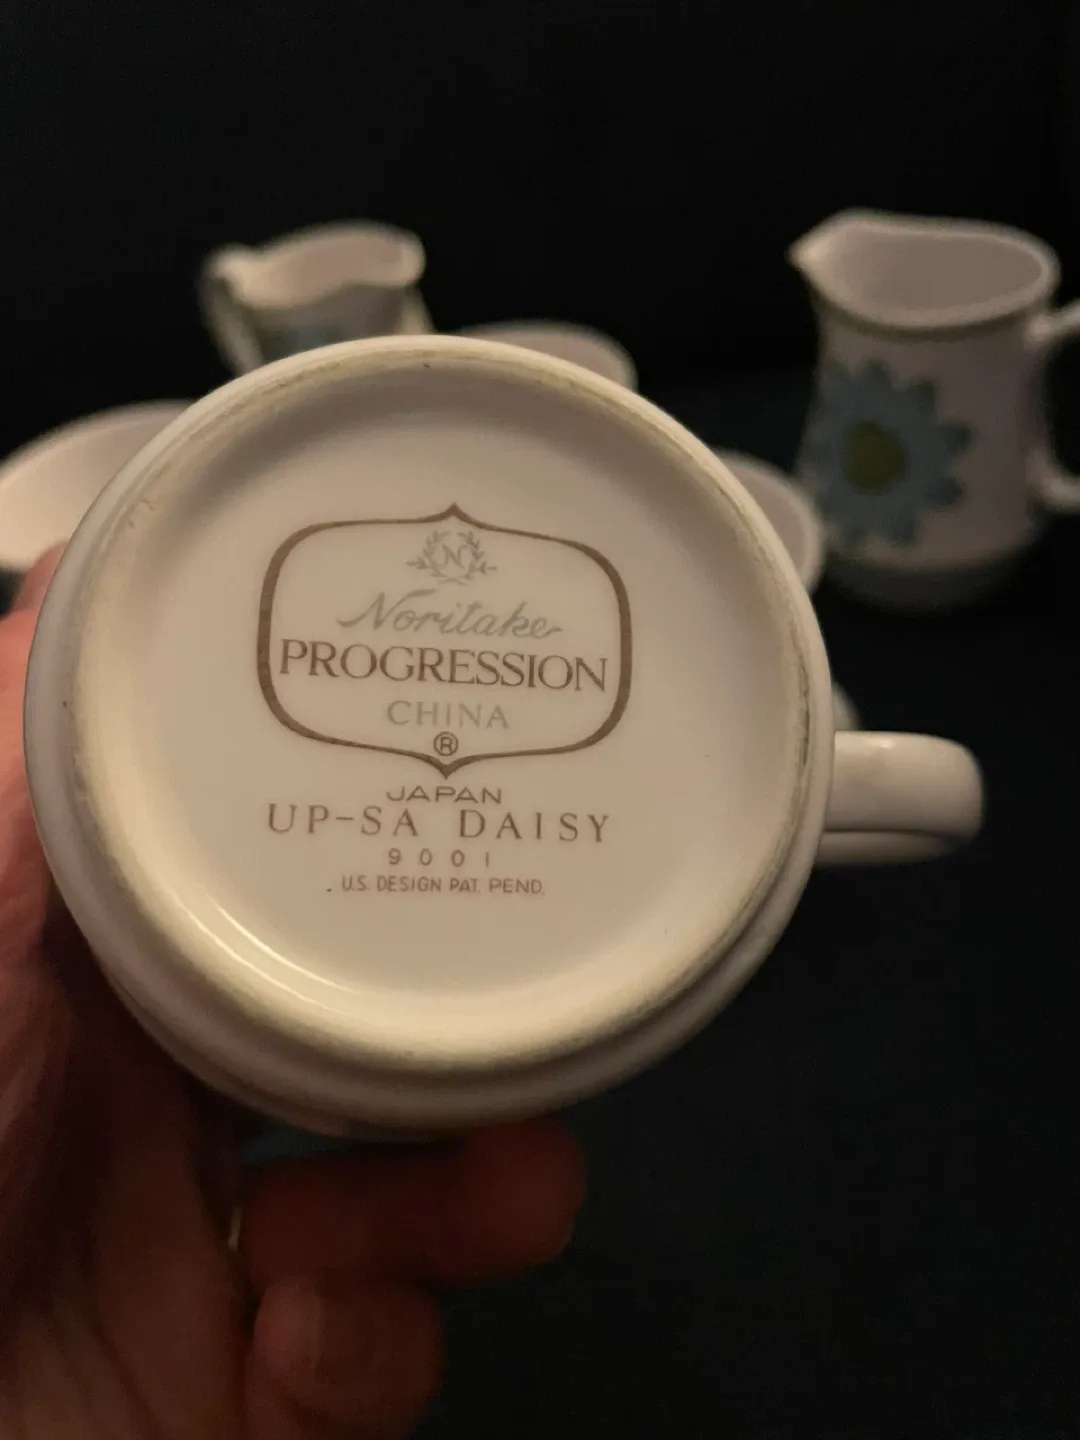 N
Noritake
PROGRESSION
CHINA
®
JAPAN
UP-SA DAISY
9001
U.S. DESIGN PAT. PEND.